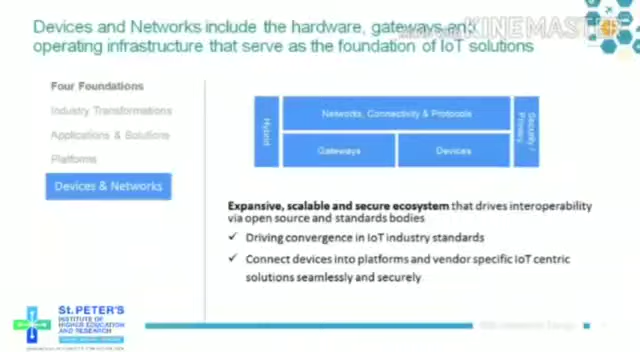 Devices and Networks include the hardware, gateways and
operating infrastructure that serve as the foundation of IoT solutions
KINEMASTER
Four Foundations
Industry Transformations
Applications & Solutions
Platforms
Devices & Networks
Hybrid
Networks, Connectivity & Protocols
Gateways
Devices
Security / Privacy
Expansive, scalable and secure ecosystem that drives interoperability
via open source and standards bodies
✓ Driving convergence in IoT industry standards
✓ Connect devices into platforms and vendor specific IoT centric
solutions seamlessly and securely
St. PETER'S
INSTITUTE
OF HIGHER EDUCATION
AND RESEARCH